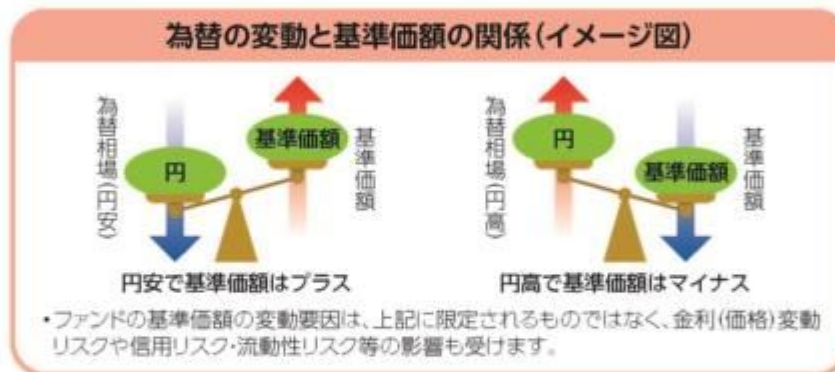 為替の変動と基準価額の関係(イメージ図)
為替相場(円安)
円
基準価額
基準価額
円安で基準価額はプラス
為替相場(円高)
円
基準価額
基準価額
円高で基準価額はマイナス
・ファンドの基準価額の変動要因は、上記に限定されるものではなく、金利(価格)変動
リスクや信用リスク・流動性リスク等の影響も受けます。